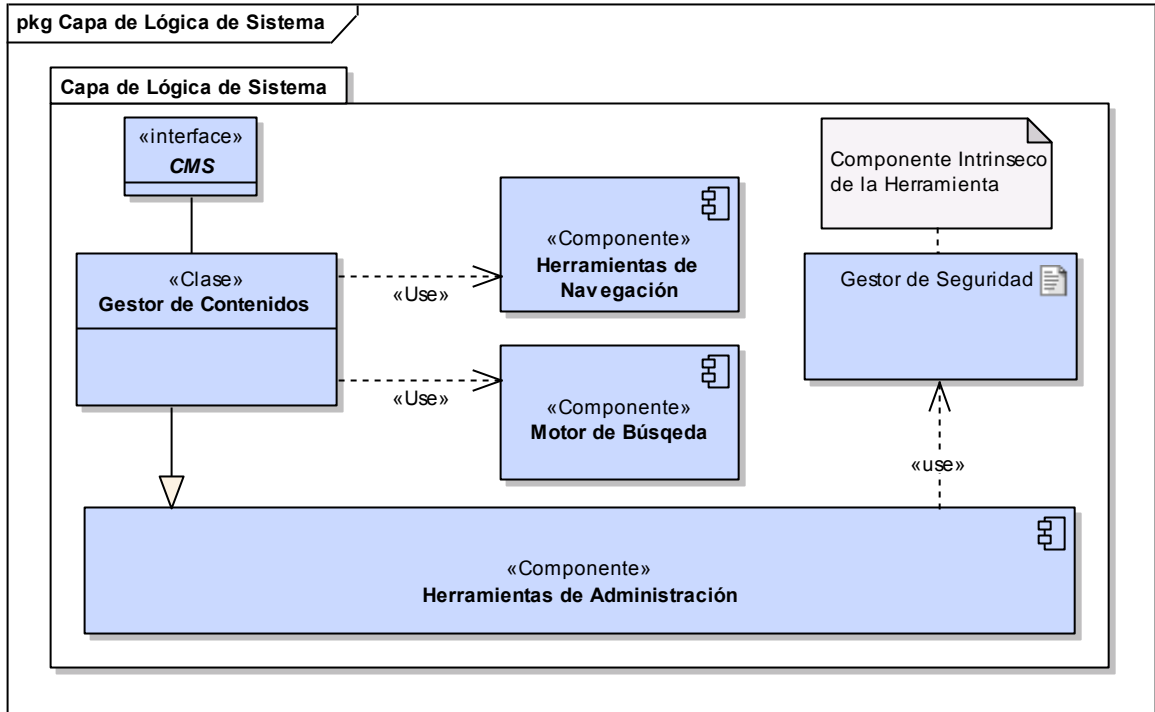 pkg Capa de Lógica de Sistema
Capa de Lógica de Sistema
«interface»
CMS
Componente Intrinseco
de la Herramienta
«Componente»
Herramientas de
Navegación
«Clase»
Gestor de Contenidos
«Use»
Gestor de Seguridad
«Componente»
Motor de Búsqeda
«Use»
«use»
«Componente»
Herramientas de Administración